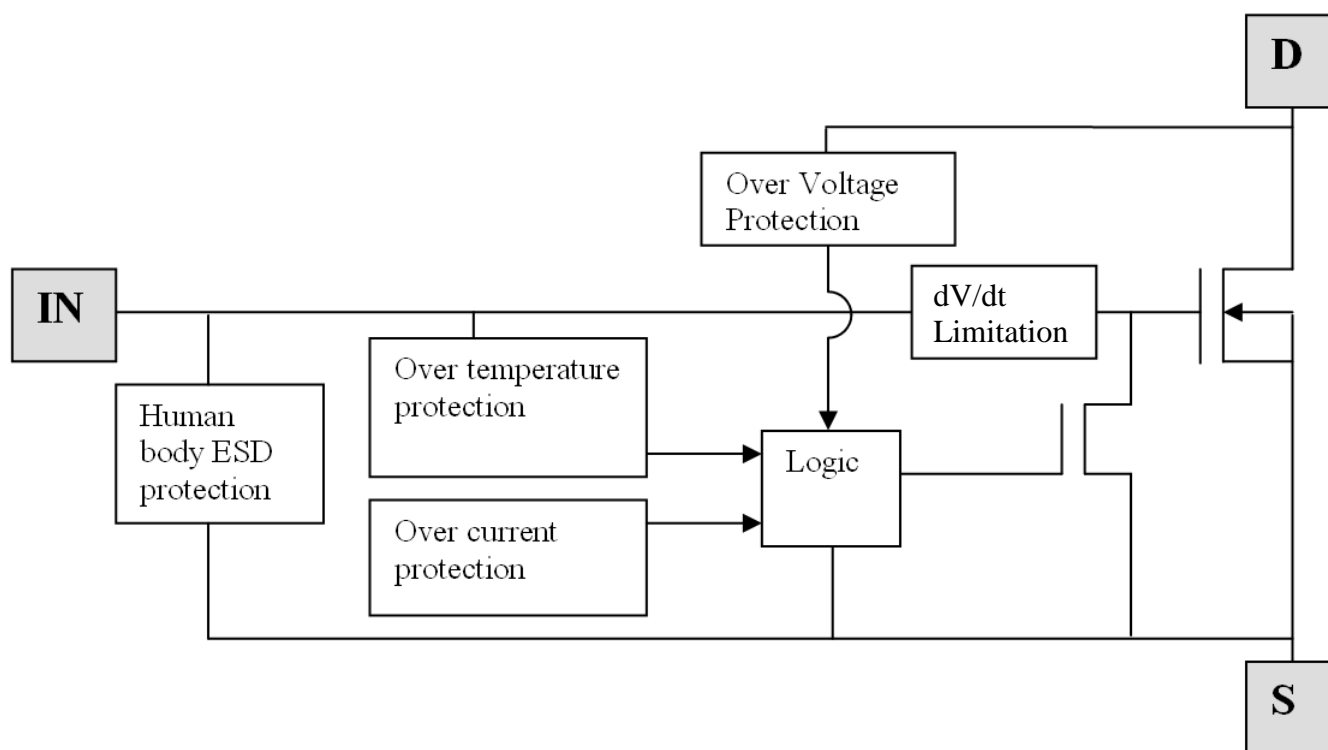 D
Over Voltage
Protection
IN
dV/dt
Limitation
Over temperature
protection
Human
body ESD
protection
Logic
Over current
protection
S